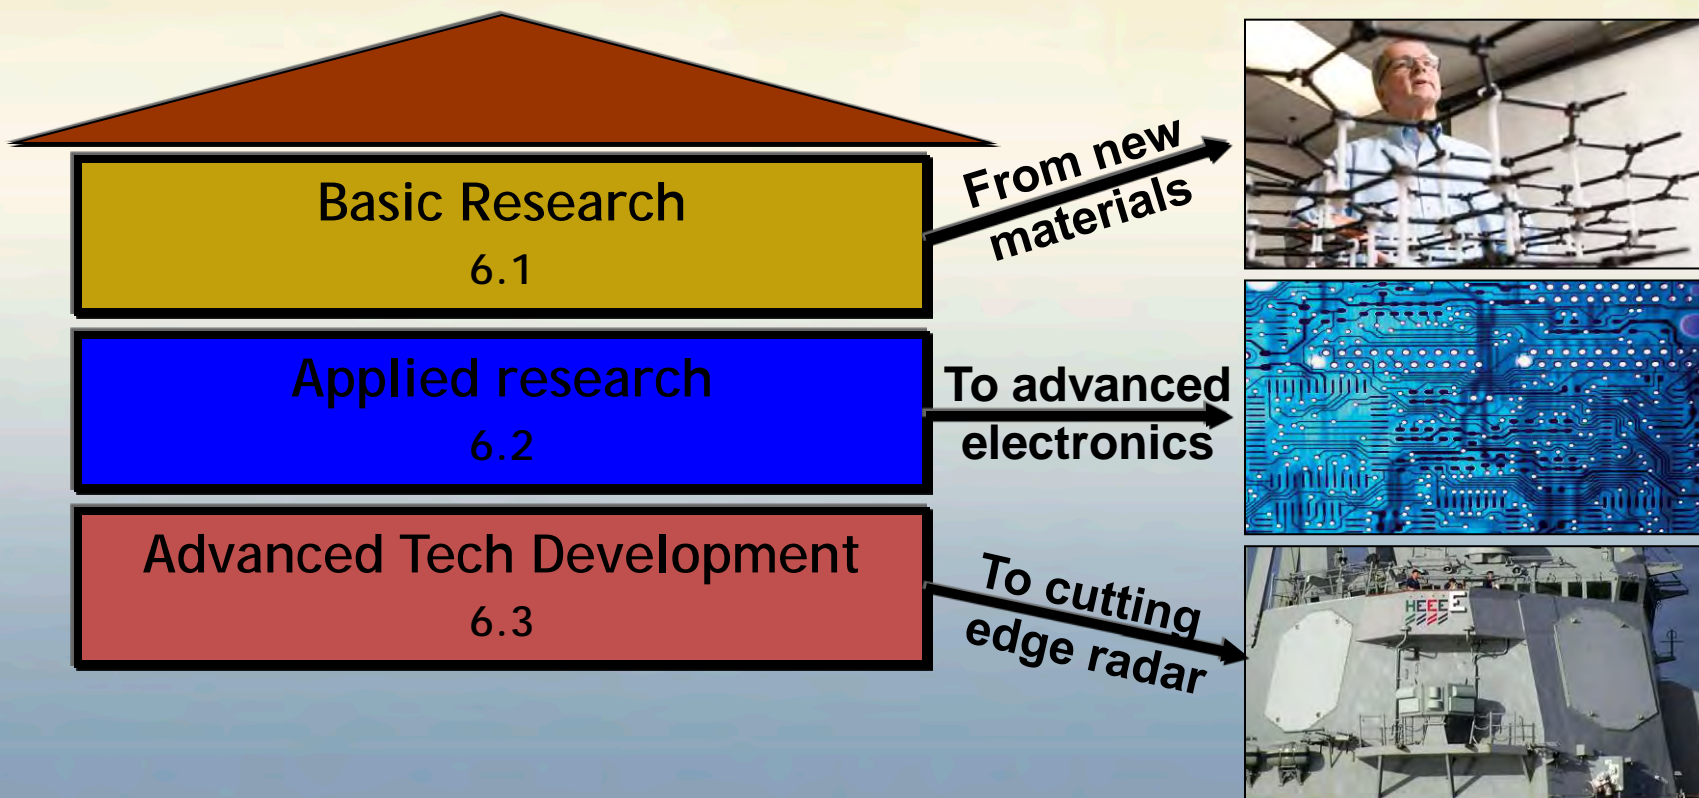 Basic Research
6.1
From new
materials
Applied research
6.2
To advanced
electronics
Advanced Tech Development
6.3
To cutting
edge radar
HEEEE